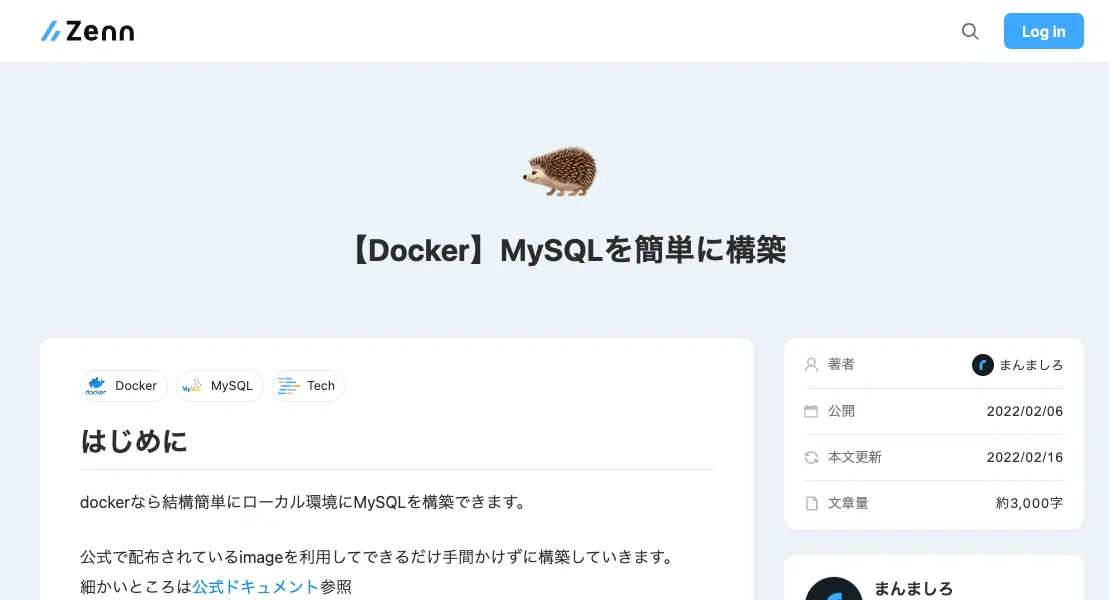 Zenn
Log in
【Docker】MySQLを簡単に構築
Docker
MySQL
Tech
はじめに
dockerなら結構簡単にローカル環境にMySQLを構築できます。
公式で配布されているimageを利用してできるだけ手間かけずに構築していきます。
細かいところは公式ドキュメント参照
著者 まんましろ
公開 2022/02/06
本文更新 2022/02/16
文章量 約3,000字
まんましろ